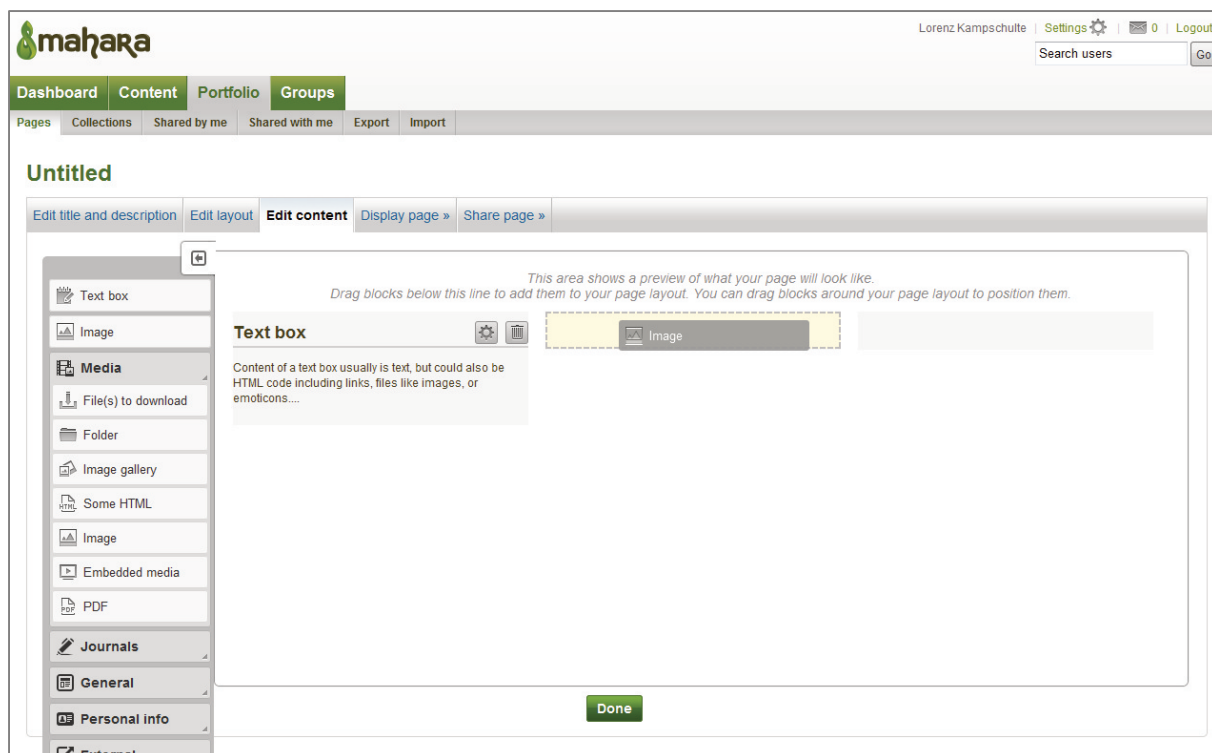 mahara
Lorenz Kampschulte | Settings | 0 | Logout
Search users Go
Dashboard Content Portfolio Groups
Pages Collections Shared by me Shared with me Export Import
Untitled
Edit title and description Edit layout Edit content Display page » Share page »
This area shows a preview of what your page will look like.
Drag blocks below this line to add them to your page layout. You can drag blocks around your page layout to position them.
Text box
Image
Media
File(s) to download
Folder
Image gallery
HTML Some HTML
Image
Embedded media
PDF PDF
Journals
General
Personal info
External
Text box
Content of a text box usually is text, but could also be
HTML code including links, files like images, or
emoticons....
Image
Done